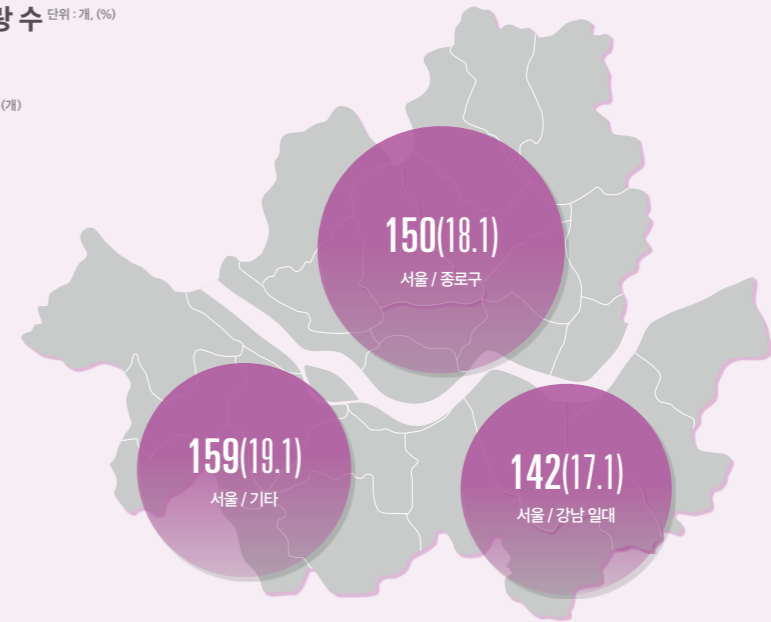 수 단위 : 개, (%)
(개)
150(18.1)
서울 / 종로구
159(19.1)
서울 / 기타
142(17.1)
서울 / 강남 일대